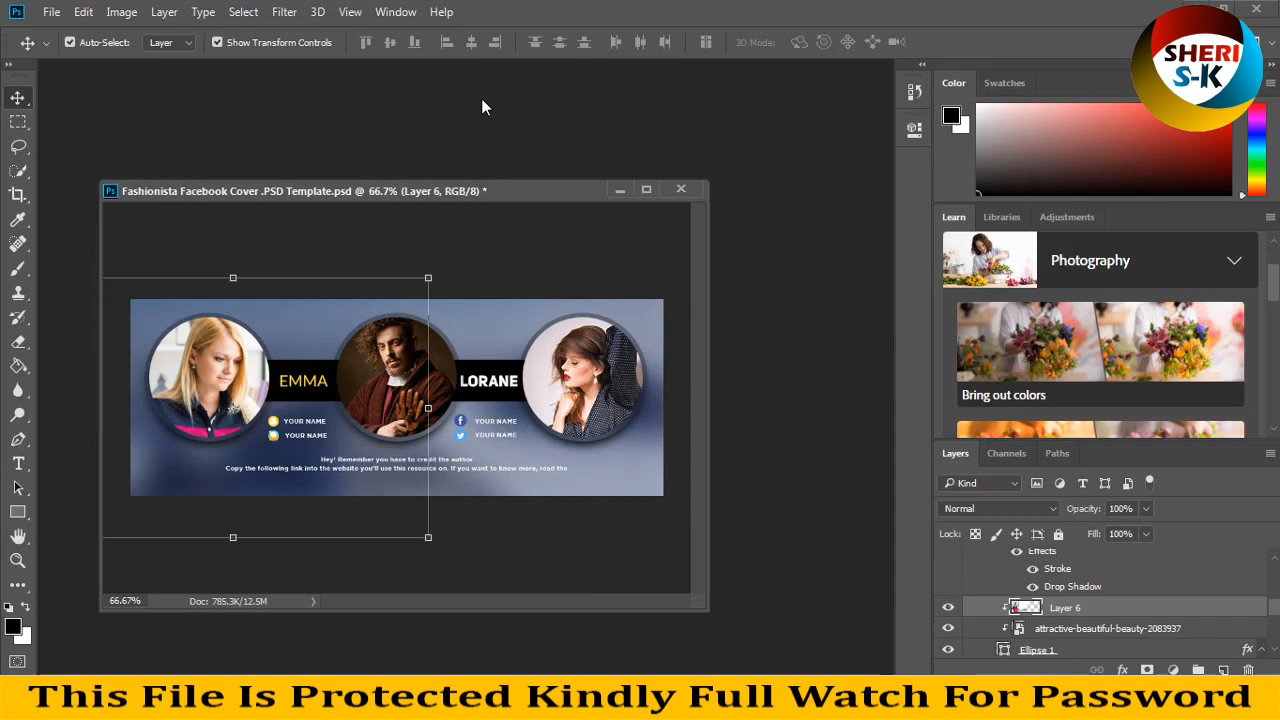 Ps File Edit Image Layer Type Select Filter 3D View Window Help
Auto-Select: Layer Show Transform Controls 3D Mode:
SHERI
S-K
Color Swatches
Ps Fashionista Facebook Cover .PSD Template.psd @ 66.7% (Layer 6, RGB/8) *
Learn Libraries Adjustments
Photography
Bring out colors
EMMA LORANE
YOUR NAME f YOUR NAME
YOUR NAME YOUR NAME
Hey! Remember you have to credit the author
Copy the following link into the website you'll use this resource on. If you want to know more, read the
Layers Channels Paths
Kind
Normal Opacity: 100%
Lock: Fill: 100%
Effects
Stroke
Drop Shadow
Layer 6
attractive-beautiful-beauty-2083937
Ellipse 1 fx
66.67% Doc: 785.3K/12.5M
fx
This File Is Protected Kindly Full Watch For Password